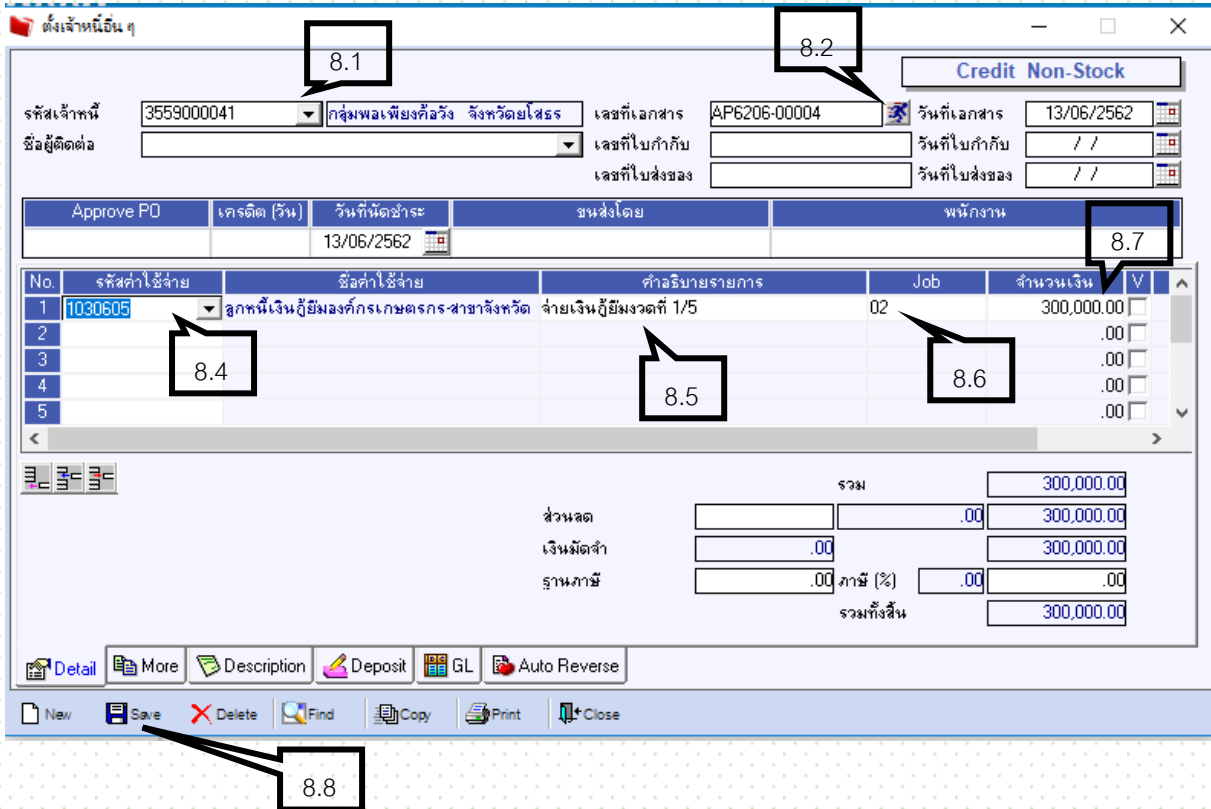 ตั้งเจ้าหนี้อื่น ๆ
8.1
8.2
Credit Non-Stock
รหัสเจ้าหนี้ 3559000041 กลุ่มพอเพียงค้อวัง จังหวัดยโสธร เลขที่เอกสาร AP6206-00004 วันที่เอกสาร 13/06/2562
ชื่อผู้ติดต่อ เลขที่ใบกำกับ วันที่ใบกำกับ / /
เลขที่ใบส่งของ วันที่ใบส่งของ / /
Approve PO เครดิต (วัน) วันที่นัดชำระ ขนส่งโดย พนักงาน
13/06/2562
8.7
No. รหัสค่าใช้จ่าย ชื่อค่าใช้จ่าย คำอธิบายรายการ Job จำนวนเงิน V
1 1030605 ลูกหนี้เงินกู้ยืมองค์กรเกษตรกร-สาขาจังหวัด จ่ายเงินกู้ยืมงวดที่ 1/5 02 300,000.00
2 .00
3 .00
4 .00
5 .00
8.4
8.5
8.6
รวม 300,000.00
ส่วนลด .00 300,000.00
เงินมัดจำ .00 300,000.00
ฐานภาษี .00 ภาษี (%) .00 .00
รวมทั้งสิ้น 300,000.00
Detail More Description Deposit GL Auto Reverse
New Save Delete Find Copy Print Close
8.8